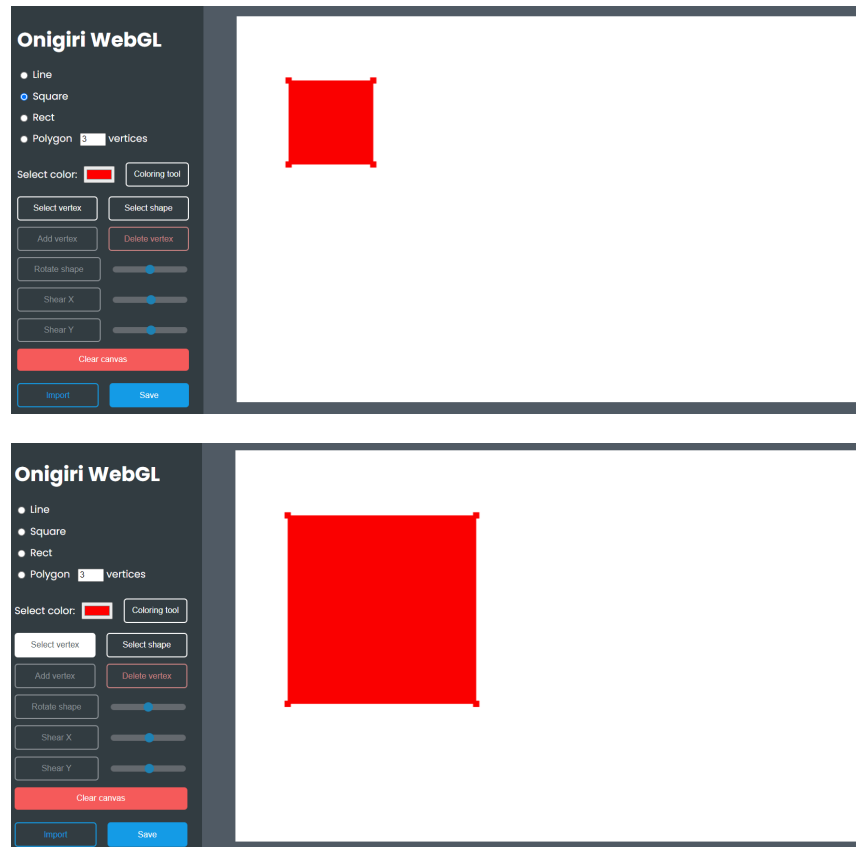 Onigiri WebGL
Line
Square
Rect
Polygon 3 vertices
Select color: Coloring tool
Select vertex Select shape
Add vertex Delete vertex
Rotate shape
Shear X
Shear Y
Clear canvas
Import Save
Onigiri WebGL
Line
Square
Rect
Polygon 3 vertices
Select color: Coloring tool
Select vertex Select shape
Add vertex Delete vertex
Rotate shape
Shear X
Shear Y
Clear canvas
Import Save